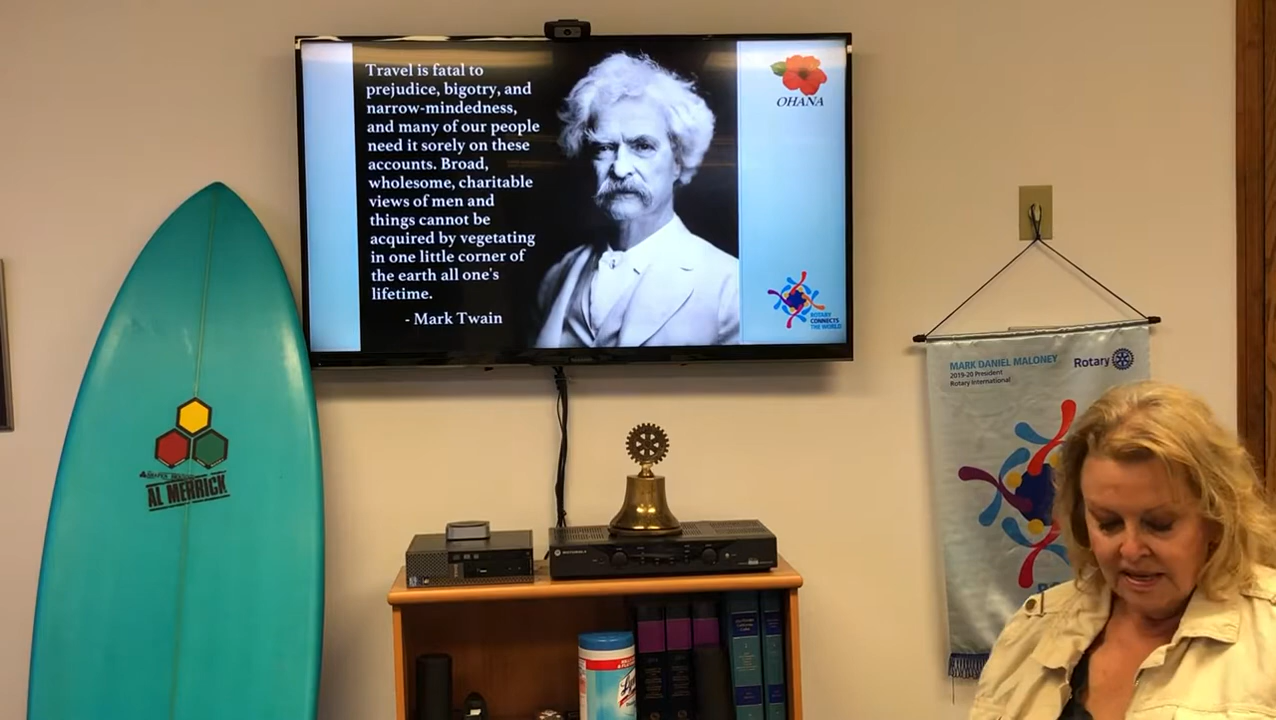 Travel is fatal to
prejudice, bigotry, and
narrow-mindedness,
and many of our people
need it sorely on these
accounts. Broad,
wholesome, charitable
views of men and
things cannot be
acquired by vegetating
in one little corner of
the earth all one's
lifetime.
- Mark Twain
OHANA
ROTARY
CONNECTS
THE WORLD
AL MERRICK
MOTOROLA
MARK DANIEL MALONEY
2019-20 President
Rotary International
Rotary